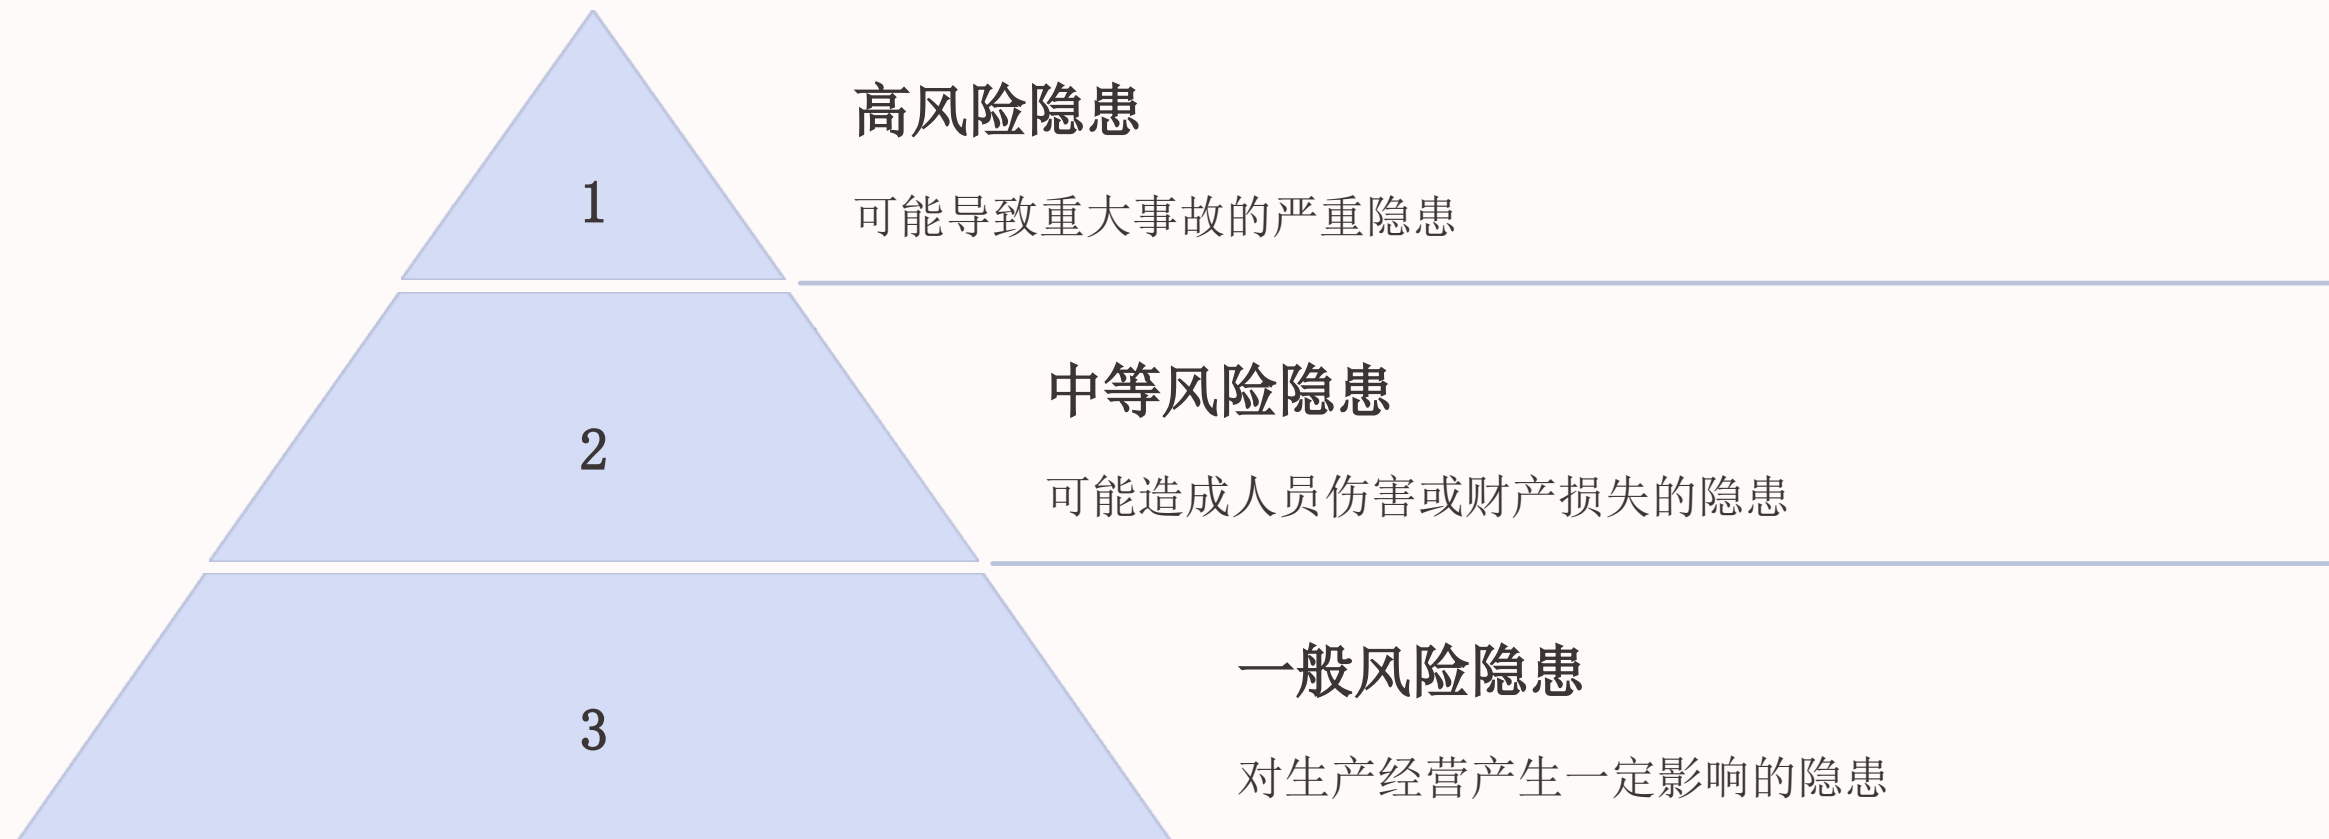 高风险隐患
1
可能导致重大事故的严重隐患
中等风险隐患
2
可能造成人员伤害或财产损失的隐患
一般风险隐患
3
对生产经营产生一定影响的隐患